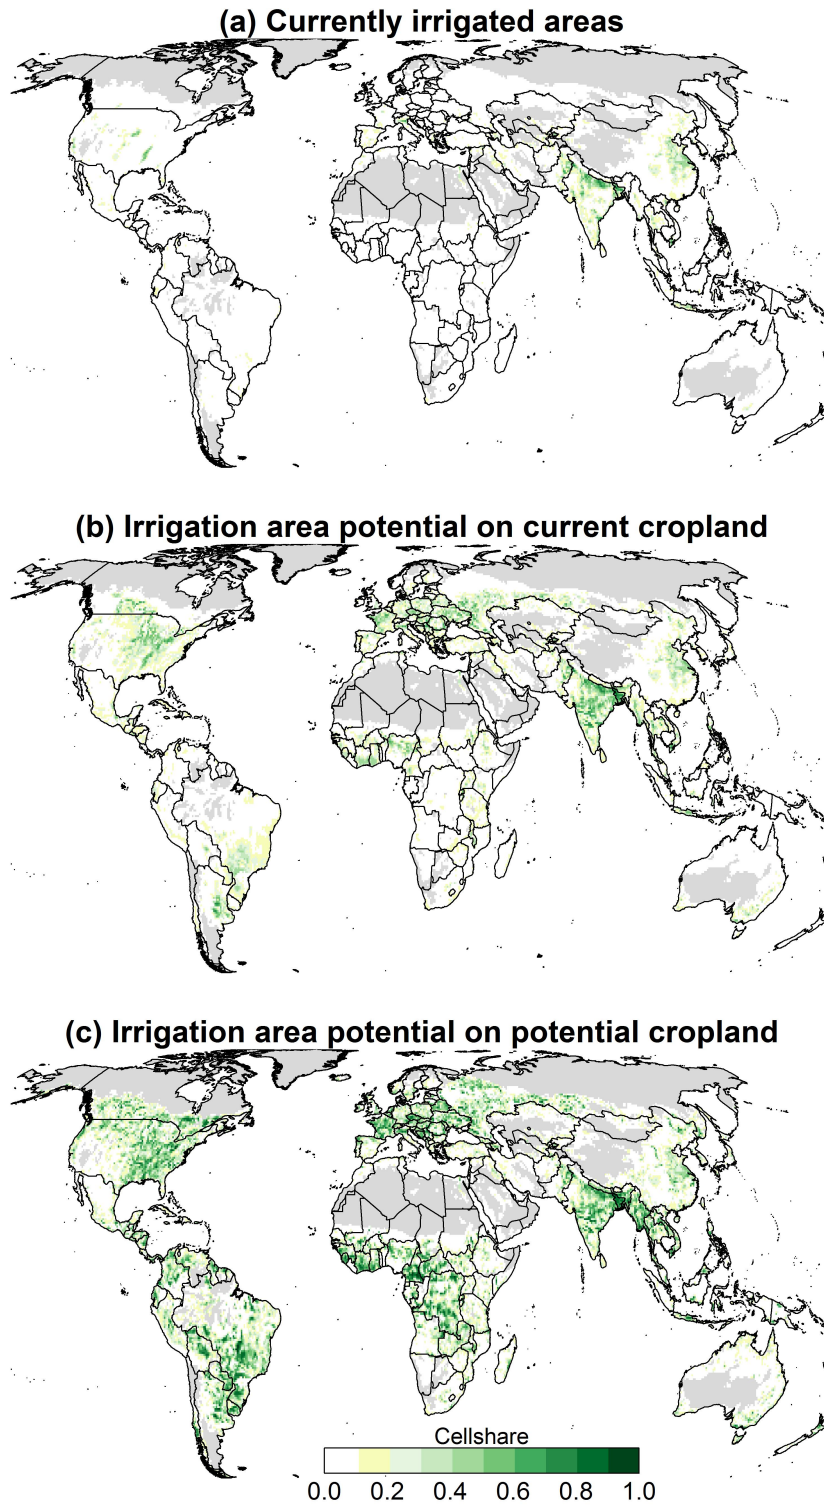 (a) Currently irrigated areas
(b) Irrigation area potential on current cropland
(c) Irrigation area potential on potential cropland
Cellshare
0.0 0.2 0.4 0.6 0.8 1.0